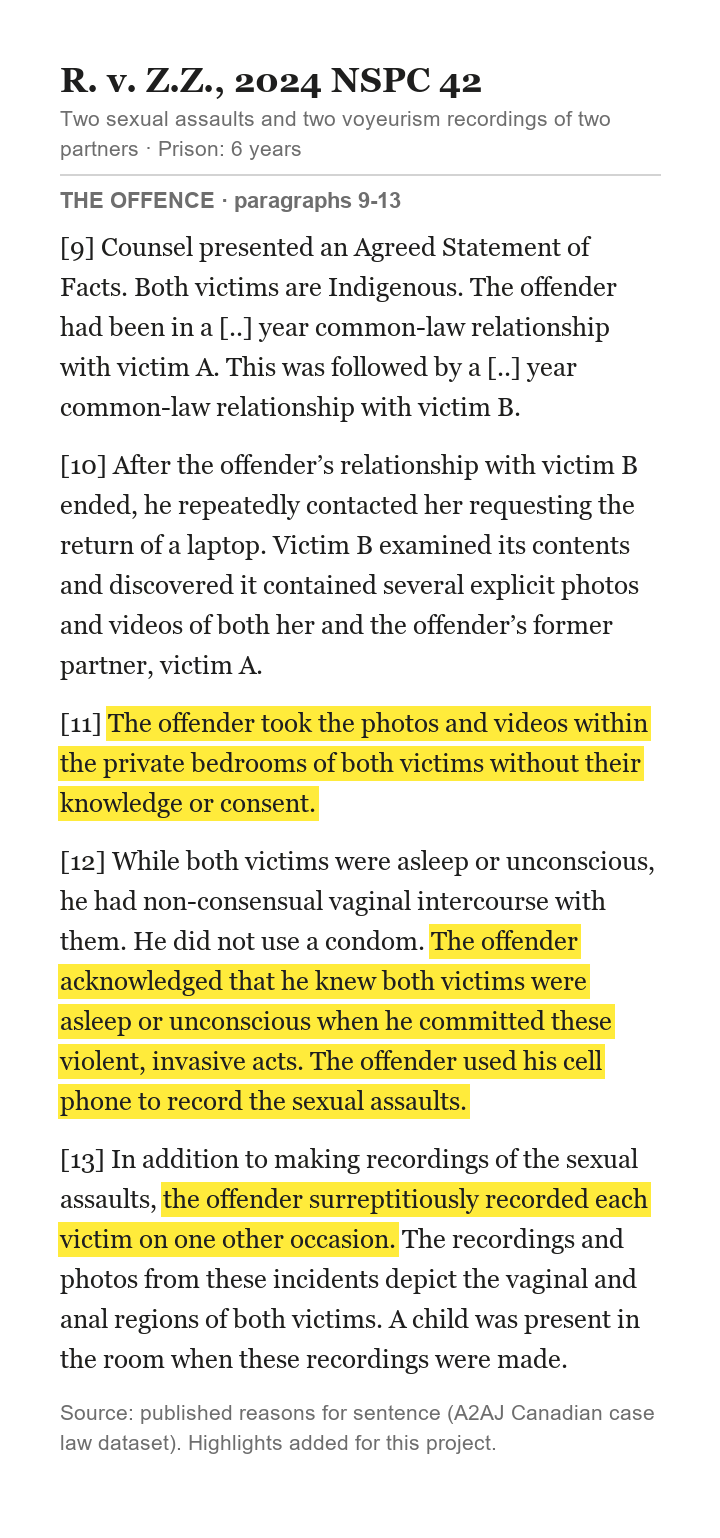 R. v. Z.Z., 2024 NSPC 42
Two sexual assaults and two voyeurism recordings of two
partners · Prison: 6 years
THE OFFENCE · paragraphs 9-13
[9] Counsel presented an Agreed Statement of
Facts. Both victims are Indigenous. The offender
had been in a [..] year common-law relationship
with victim A. This was followed by a [..] year
common-law relationship with victim B.
[10] After the offender’s relationship with victim B
ended, he repeatedly contacted her requesting the
return of a laptop. Victim B examined its contents
and discovered it contained several explicit photos
and videos of both her and the offender’s former
partner, victim A.
[11] The offender took the photos and videos within
the private bedrooms of both victims without their
knowledge or consent.
[12] While both victims were asleep or unconscious,
he had non-consensual vaginal intercourse with
them. He did not use a condom. The offender
acknowledged that he knew both victims were
asleep or unconscious when he committed these
violent, invasive acts. The offender used his cell
phone to record the sexual assaults.
[13] In addition to making recordings of the sexual
assaults, the offender surreptitiously recorded each
victim on one other occasion. The recordings and
photos from these incidents depict the vaginal and
anal regions of both victims. A child was present in
the room when these recordings were made.
Source: published reasons for sentence (A2AJ Canadian case
law dataset). Highlights added for this project.